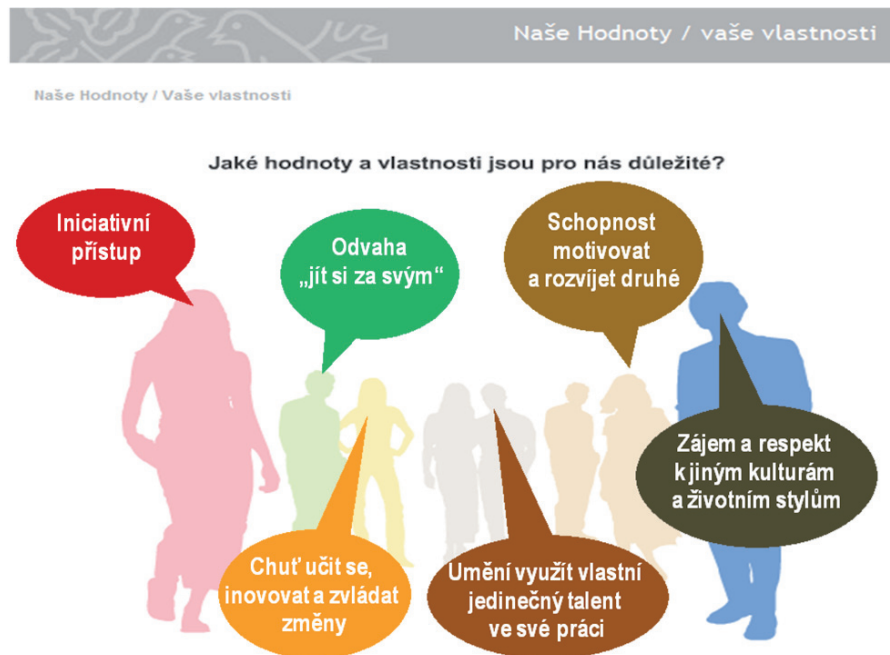 Naše Hodnoty / vaše vlastnosti
Naše Hodnoty / Vaše vlastnosti
Jaké hodnoty a vlastnosti jsou pro nás důležité?
Iniciativní
přístup
Odvaha
„jít si za svým“
Schopnost
motivovat
a rozvíjet druhé
Zájem a respekt
k jiným kulturám
a životním stylům
Chuť učit se,
inovovat a zvládat
změny
Umění využít vlastní
jedinečný talent
ve své práci